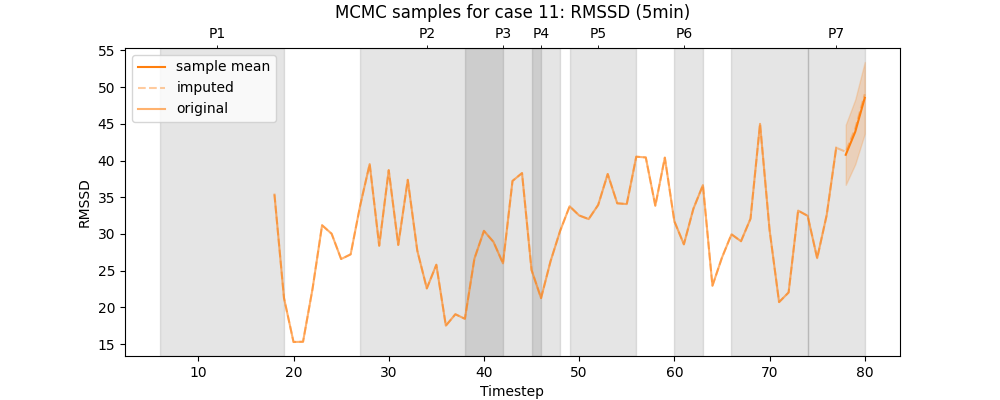 MCMC samples for case 11: RMSSD (5min)
P1 P2 P3 P4 P5 P6 P7
sample mean
imputed
original
RMSSD
55
50
45
40
35
30
25
20
15
10 20 30 40 50 60 70 80
Timestep